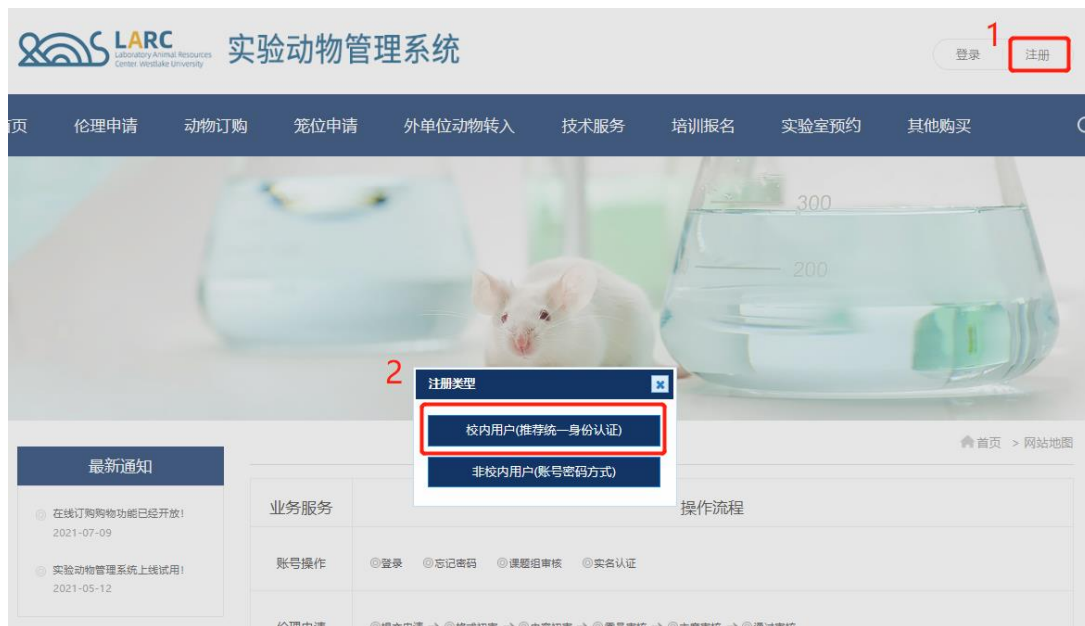 LARC
Laboratory Animal Resources
Center Westlake University
实验动物管理系统
1
登录 注册
首页 伦理申请 动物订购 笼位申请 外单位动物转入 技术服务 培训报名 实验室预约 其他购买
300
200
2
注册类型
校内用户(推荐统一身份认证)
非校内用户(账号密码方式)
首页 > 网站地图
最新通知
在线订购购物功能已经开放!
2021-07-09
实验动物管理系统上线试用!
2021-05-12
业务服务 操作流程
账号操作 ◎登录 ◎忘记密码 ◎课题组审核 ◎实名认证
伦理申请